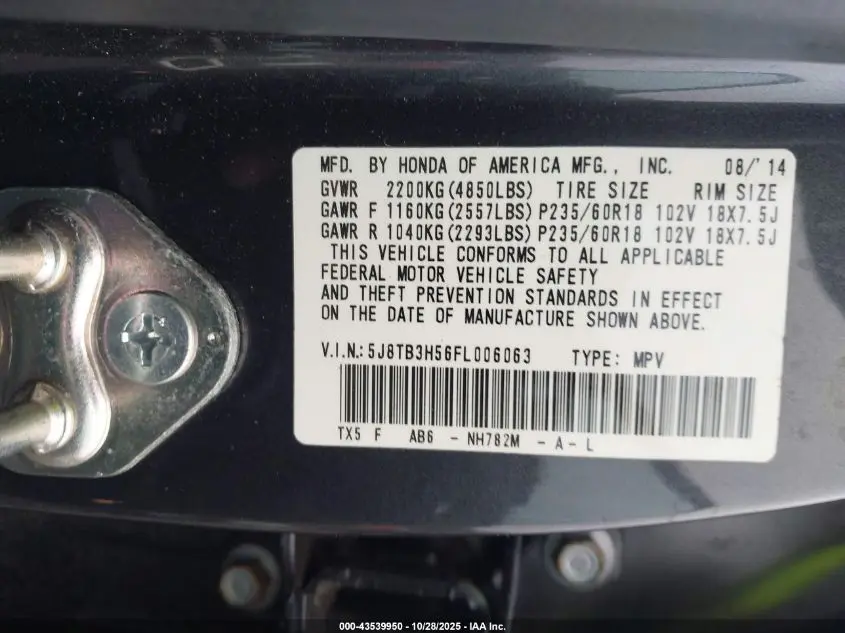 MFD. BY HONDA OF AMERICA MFG., INC. 08/'14
GVWR 2200KG(4850LBS) TIRE SIZE RIM SIZE
GAWR F 1160KG(2557LBS) P235/60R18 102V 18X7.5J
GAWR R 1040KG(2293LBS) P235/60R18 102V 18X7.5J
THIS VEHICLE CONFORMS TO ALL APPLICABLE
FEDERAL MOTOR VEHICLE SAFETY
AND THEFT PREVENTION STANDARDS IN EFFECT
ON THE DATE OF MANUFACTURE SHOWN ABOVE.
V.I.N.: 5J8TB3H56FL006063 TYPE: MPV
TX5 F AB6 - NH782M - A - L
000-43539950 • 10/28/2025 • IAA Inc.